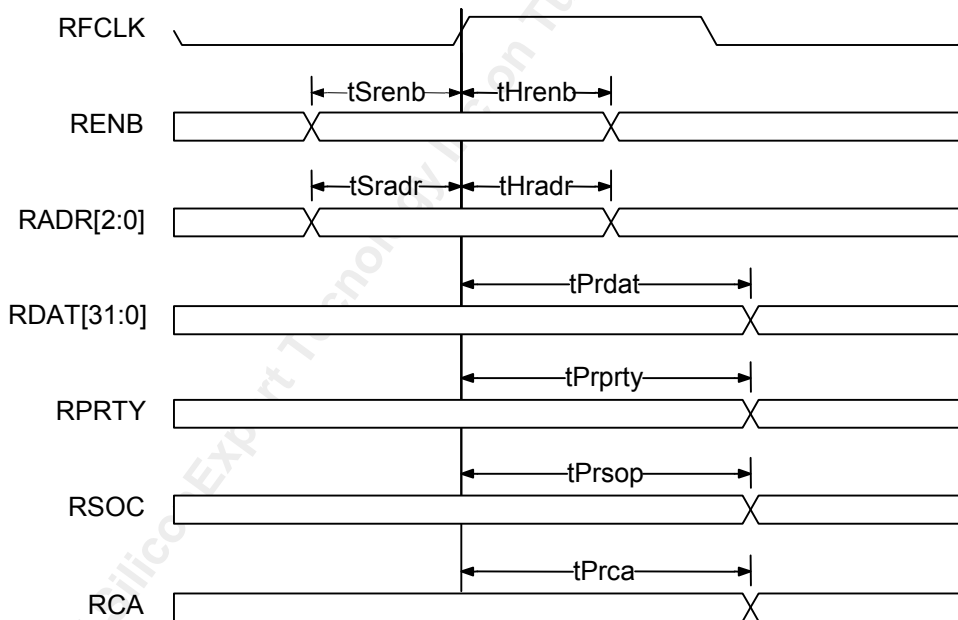 RFCLK
tSrenb tHrenb
RENB
tSradr tHradr
RADR[2:0]
tPrdat
RDAT[31:0]
tPrprty
RPRTY
tPrsop
RSOC
tPrca
RCA